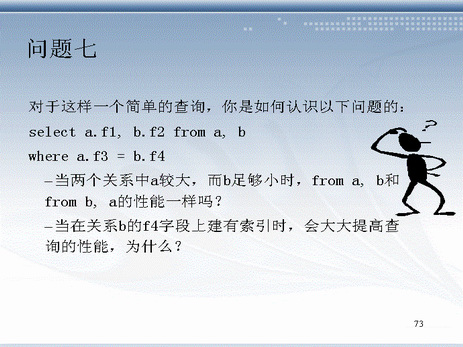 问题七
对于这样一个简单的查询，你是如何认识以下问题的：
select a.f1, b.f2 from a, b
where a.f3 = b.f4
–当两个关系中a较大，而b足够小时，from a, b和
from b, a的性能一样吗？
–当在关系b的f4字段上建有索引时，会大大提高查
询的性能，为什么？
?
73